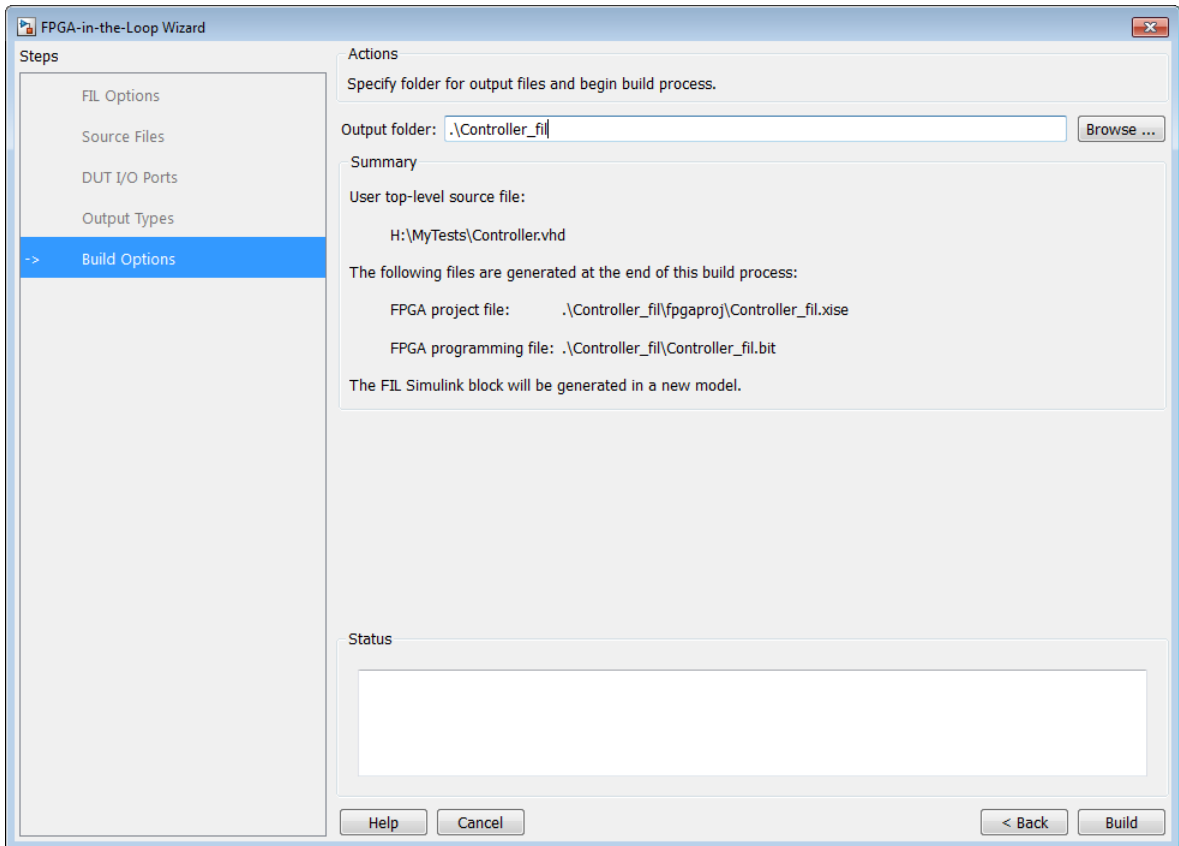 FPGA-in-the-Loop Wizard
Steps
FIL Options
Source Files
DUT I/O Ports
Output Types
-> Build Options
Actions
Specify folder for output files and begin build process.
Output folder: .\Controller_fil Browse ...
Summary
User top-level source file:
H:\MyTests\Controller.vhd
The following files are generated at the end of this build process:
FPGA project file: .\Controller_fil\fpgaproj\Controller_fil.xise
FPGA programming file: .\Controller_fil\Controller_fil.bit
The FIL Simulink block will be generated in a new model.
Status
Help Cancel < Back Build